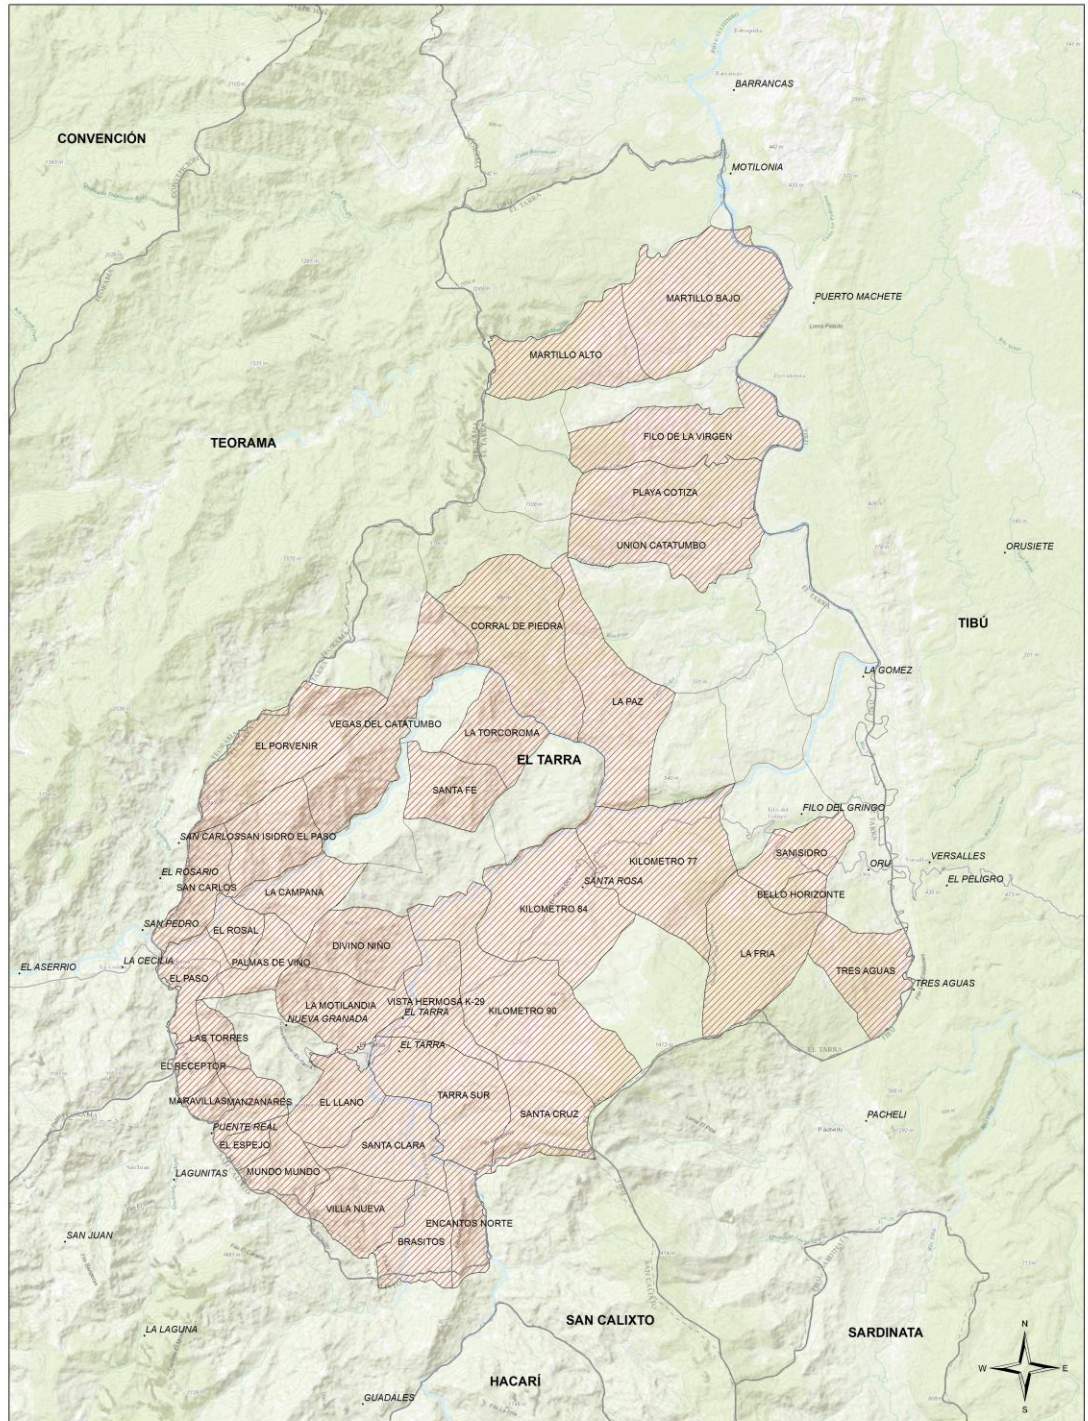 BARRANCAS
CONVENCIÓN
MOTILONIA
EL TARRA
MARTILLO BAJO
PUERTO MACHETE
MARTILLO ALTO
TEORAMA
FILO DE LA VIRGEN
PLAYA COTIZA
UNION CATATUMBO
ORUSIETE
EL TARRA
TIBÚ
CORRAL DE PIEDRA
LA GOMEZ
LA PAZ
VEGAS DEL CATATUMBO
LA TORCOROMA
EL PORVENIR
EL TARRA
SANTA FE
FILO DEL GRINGO
SAN CARLOS
SAN ISIDRO EL PASO
SANISIDRO
KILOMETRO 77
VERSALLES
EL ROSARIO
ORU
SAN CARLOS
LA CAMPANA
SANTA ROSA
EL PELIGRO
BELLO HORIZONTE
KILOMETRO 84
SAN PEDRO
EL ROSAL
DIVINO NIÑO
LA FRIA
PALMAS DE VINO
LA CECILIA
EL ASERRIO
TRES AGUAS
EL PASO
TRES AGUAS
LA MOTILANDIA
VISTA HERMOSA K-29
EL TARRA
KILOMETRO 90
NUEVA GRANADA
LAS TORRES
EL TARRA
EL TARRA
EL RECEPTOR
TARRA SUR
MARAVILLAS
MANZANARES
EL LLANO
SANTA CRUZ
PACHELI
PUENTE REAL
EL ESPEJO
SANTA CLARA
MUNDO MUNDO
LAGUNITAS
VILLA NUEVA
ENCANTOS NORTE
SAN JUAN
BRASITOS
SAN CALIXTO
LA LAGUNA
SARDINATA
N
W
E
S
HACARÍ
GUADALES